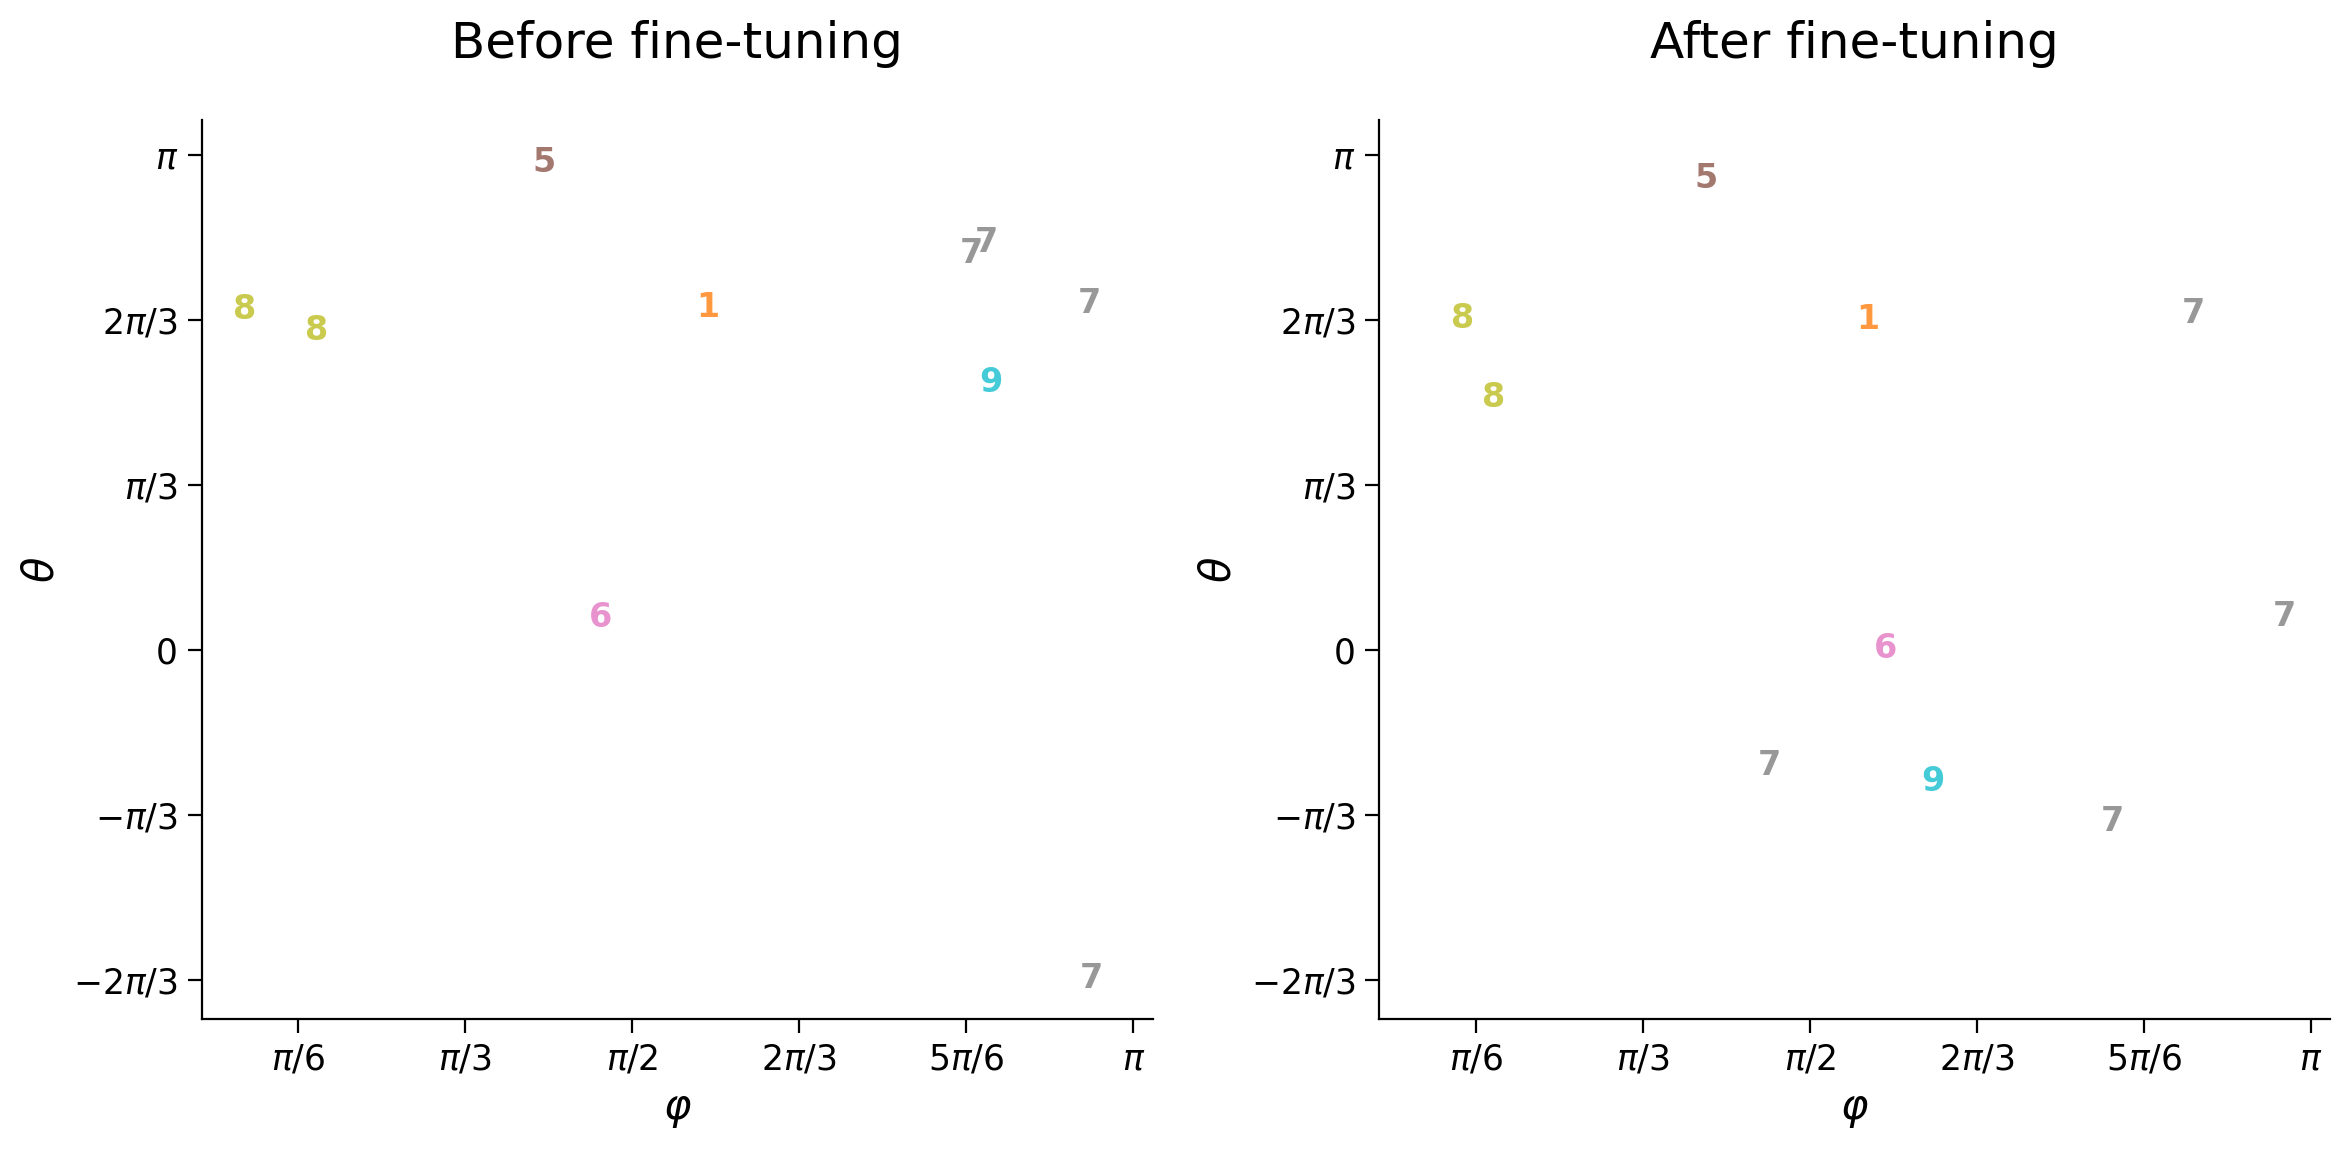 Before fine-tuning
π
2π/3
π/3
0
−π/3
−2π/3
θ
5
7
7
7
8
8
1
9
6
7
π/6
π/3
π/2
2π/3
5π/6
π
φ
After fine-tuning
π
2π/3
π/3
0
−π/3
−2π/3
θ
5
8
1
7
8
7
6
7
9
7
π/6
π/3
π/2
2π/3
5π/6
π
φ